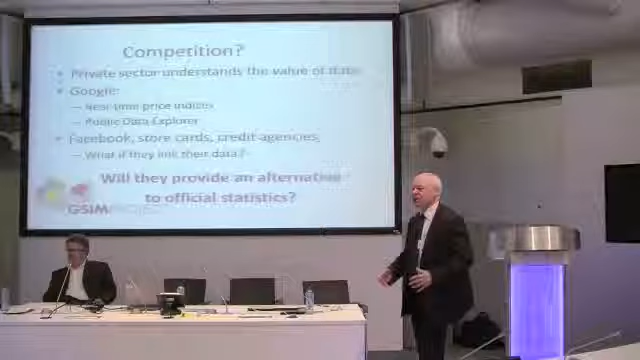 Competition?
• Private sector understands the value of data
• Google:
— Real-time price indices
— Public Data Explorer
• Facebook, store cards, credit agencies,
— What if they link their data?
Will they provide an alternative
to official statistics?
GSIM